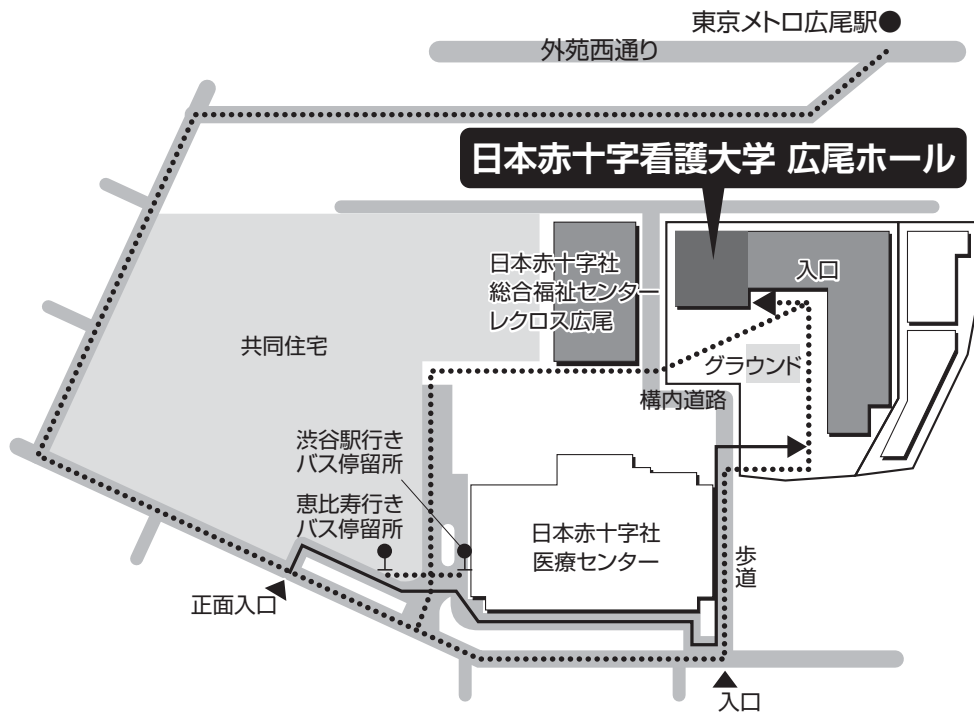 東京メトロ広尾駅
外苑西通り
日本赤十字看護大学 広尾ホール
日本赤十字社
総合福祉センター
レクロス広尾
入口
共同住宅
グラウンド
構内道路
渋谷駅行き
バス停留所
恵比寿行き
バス停留所
日本赤十字社
医療センター
歩道
正面入口
入口